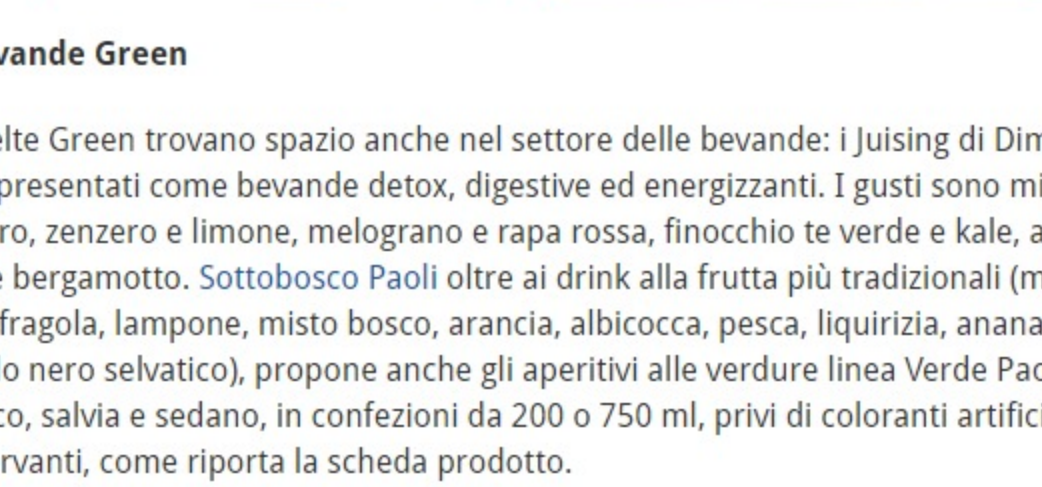 vande Green
elte Green trovano spazio anche nel settore delle bevande: i Juising di Dim
presentati come bevande detox, digestive ed energizzanti. I gusti sono mi
ro, zenzero e limone, melograno e rapa rossa, finocchio te verde e kale, a
e bergamotto. Sottobosco Paoli oltre ai drink alla frutta più tradizionali (m
fragola, lampone, misto bosco, arancia, albicocca, pesca, liquirizia, anana
lo nero selvatico), propone anche gli aperitivi alle verdure linea Verde Pao
co, salvia e sedano, in confezioni da 200 o 750 ml, privi di coloranti artifici
rvanti, come riporta la scheda prodotto.